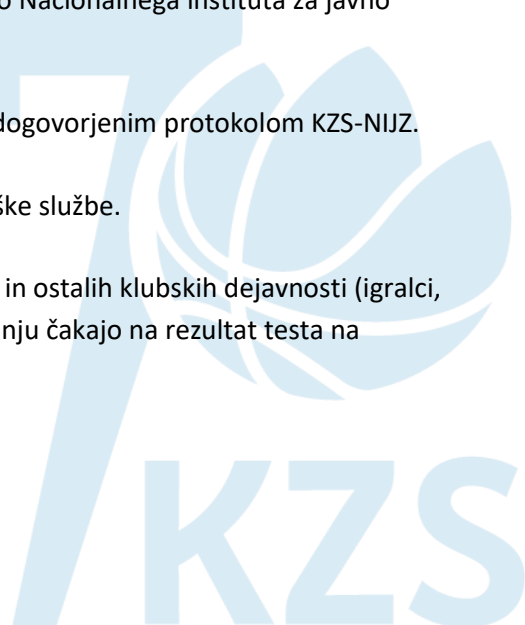 o Nacionalnega inštituta za javno
dogovorjenim protokolom KZS-NIJZ.
ške službe.
in ostalih klubskih dejavnosti (igralci,
nju čakajo na rezultat testa na
KZS